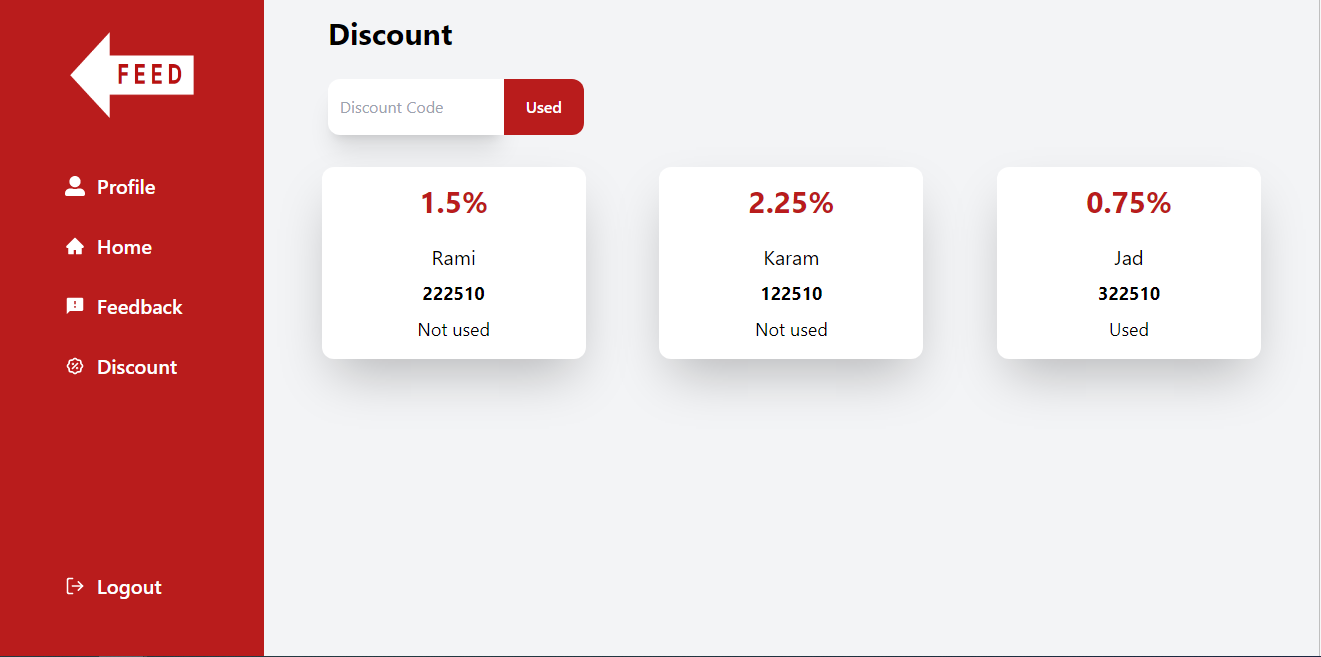 FEED
Profile
Home
Feedback
Discount
Logout
Discount
Discount Code
Used
1.5%
Rami
222510
Not used
2.25%
Karam
122510
Not used
0.75%
Jad
322510
Used